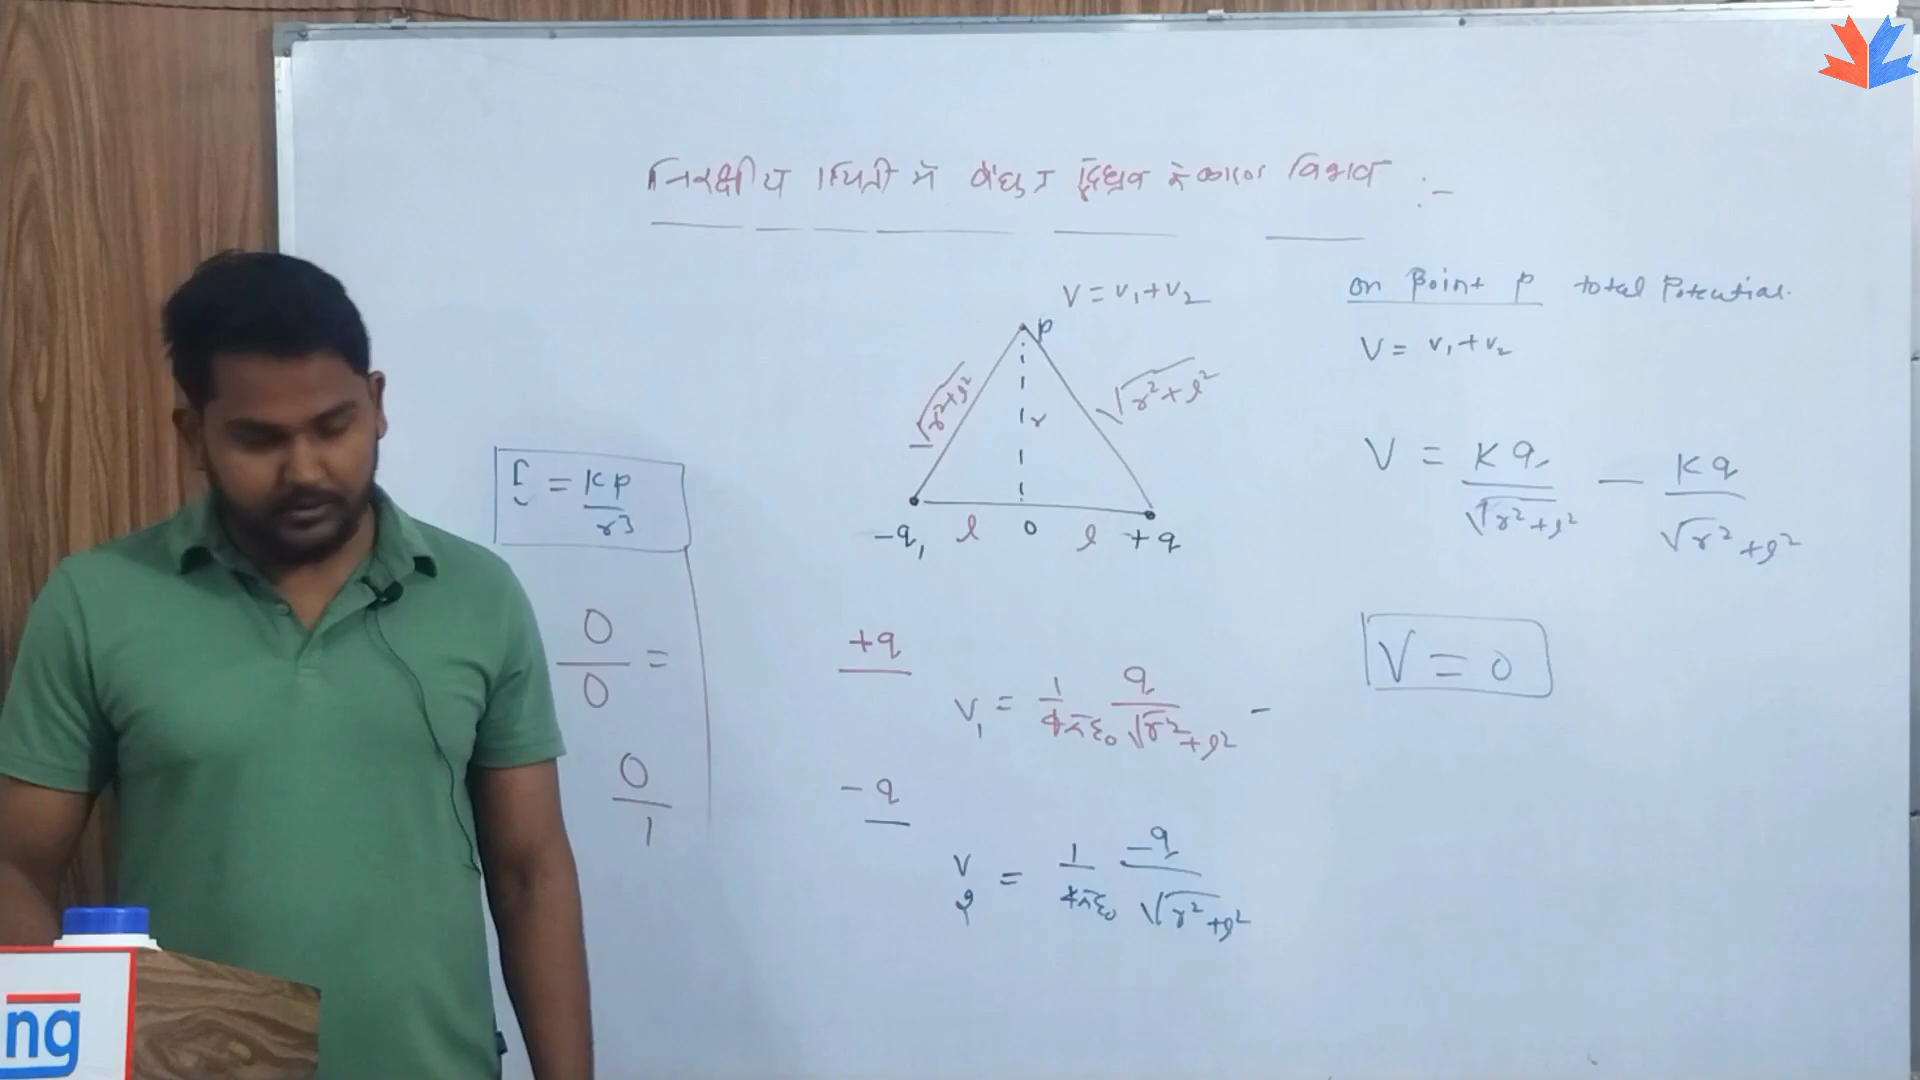 निरक्षीय स्थिती में वैधुत द्विध्रुव के कारण विभव :-
V = V₁ + V₂
on Point P total Potential.
P
V = V₁ + V₂
√r²+l²
√r²+l²
r
V = Kq/√r²+l² - Kq/√r²+l²
E = KP/r³
-q, l 0 l +q
0/0 =
+q
V₁ = 1/4πε₀ q/√r²+l² -
V = 0
0/1
-q
V₂ = 1/4πε₀ -q/√r²+l²
ng